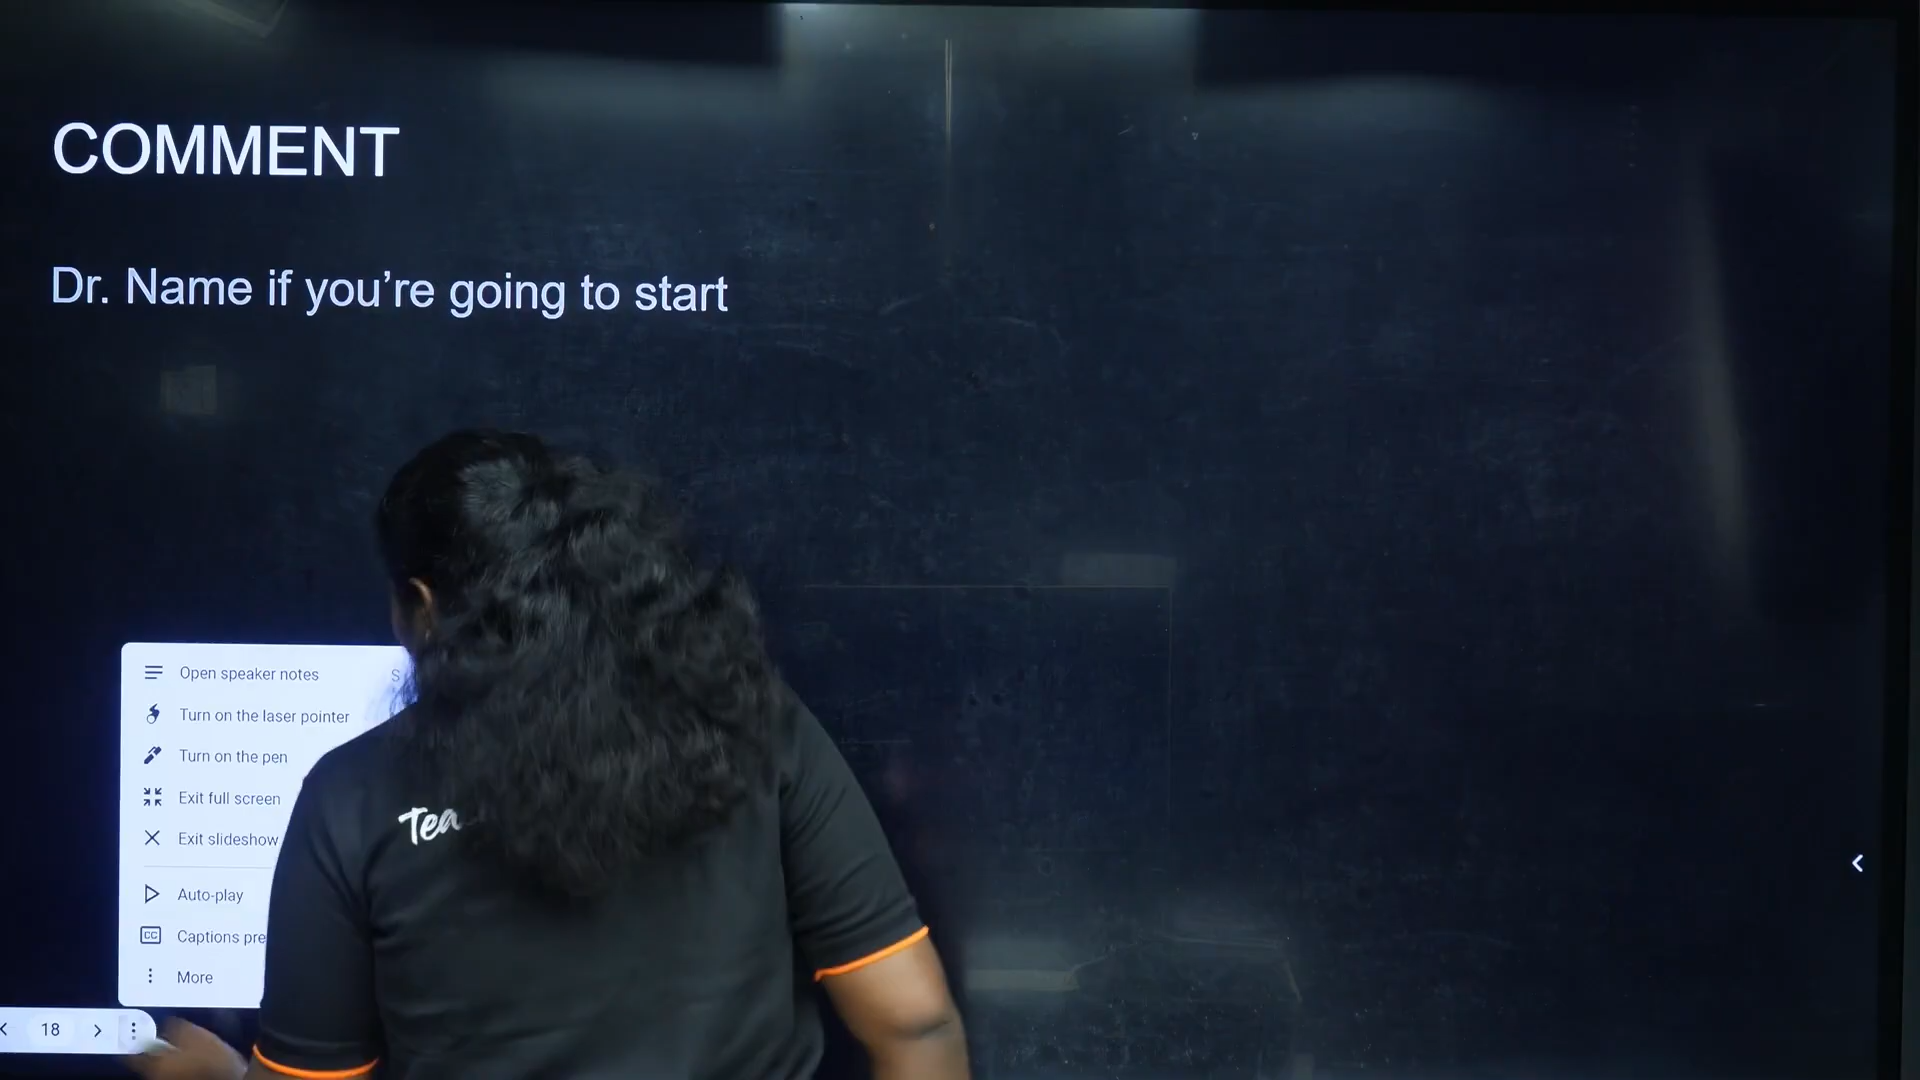 COMMENT
Dr. Name if you’re going to start
Open speaker notes
Turn on the laser pointer
Turn on the pen
Exit full screen
Exit slideshow
Auto-play
CC
More
18